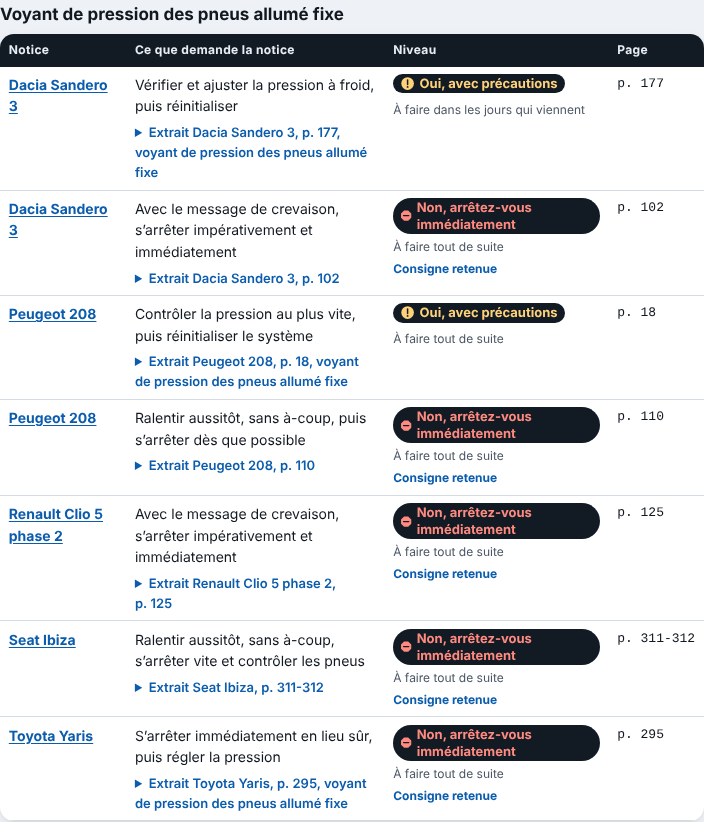 Voyant de pression des pneus allumé fixe
Notice Ce que demande la notice Niveau Page
Dacia Sandero 3
Vérifier et ajuster la pression à froid,
puis réinitialiser
▶ Extrait Dacia Sandero 3, p. 177,
voyant de pression des pneus allumé
fixe
Oui, avec précautions
À faire dans les jours qui viennent
p. 177
Dacia Sandero
3
Avec le message de crevaison,
s’arrêter impérativement et
immédiatement
▶ Extrait Dacia Sandero 3, p. 102
Non, arrêtez-vous
immédiatement
À faire tout de suite
Consigne retenue
p. 102
Peugeot 208
Contrôler la pression au plus vite,
puis réinitialiser le système
▶ Extrait Peugeot 208, p. 18, voyant
de pression des pneus allumé fixe
Oui, avec précautions
À faire tout de suite
p. 18
Peugeot 208
Ralentir aussitôt, sans à-coup, puis
s’arrêter dès que possible
▶ Extrait Peugeot 208, p. 110
Non, arrêtez-vous
immédiatement
À faire tout de suite
Consigne retenue
p. 110
Renault Clio 5
phase 2
Avec le message de crevaison,
s’arrêter impérativement et
immédiatement
▶ Extrait Renault Clio 5 phase 2,
p. 125
Non, arrêtez-vous
immédiatement
À faire tout de suite
Consigne retenue
p. 125
Seat Ibiza
Ralentir aussitôt, sans à-coup,
s’arrêter vite et contrôler les pneus
▶ Extrait Seat Ibiza, p. 311-312
Non, arrêtez-vous
immédiatement
À faire tout de suite
Consigne retenue
p. 311-312
Toyota Yaris
S’arrêter immédiatement en lieu sûr,
puis régler la pression
▶ Extrait Toyota Yaris, p. 295, voyant
de pression des pneus allumé fixe
Non, arrêtez-vous
immédiatement
À faire tout de suite
Consigne retenue
p. 295